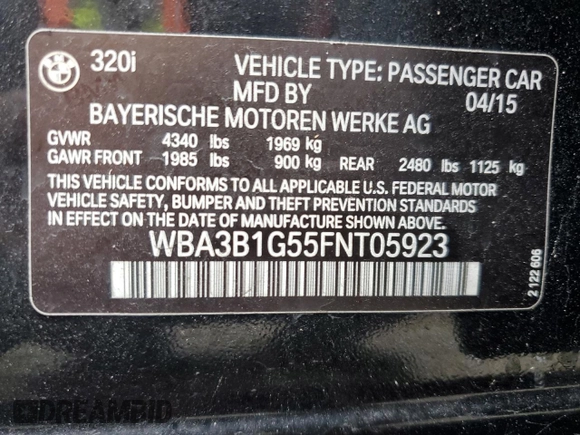 BMW
320i
VEHICLE TYPE: PASSENGER CAR
MFD BY 04/15
BAYERISCHE MOTOREN WERKE AG
GVWR 4340 lbs 1969 kg
GAWR FRONT 1985 lbs 900 kg REAR 2480 lbs 1125 kg
THIS VEHICLE CONFORMS TO ALL APPLICABLE U.S. FEDERAL MOTOR
VEHICLE SAFETY, BUMPER AND THEFT PREVENTION STANDARDS
IN EFFECT ON THE DATE OF MANUFACTURE SHOWN ABOVE.
WBA3B1G55FNT05923
2 122 606
DREAMBID